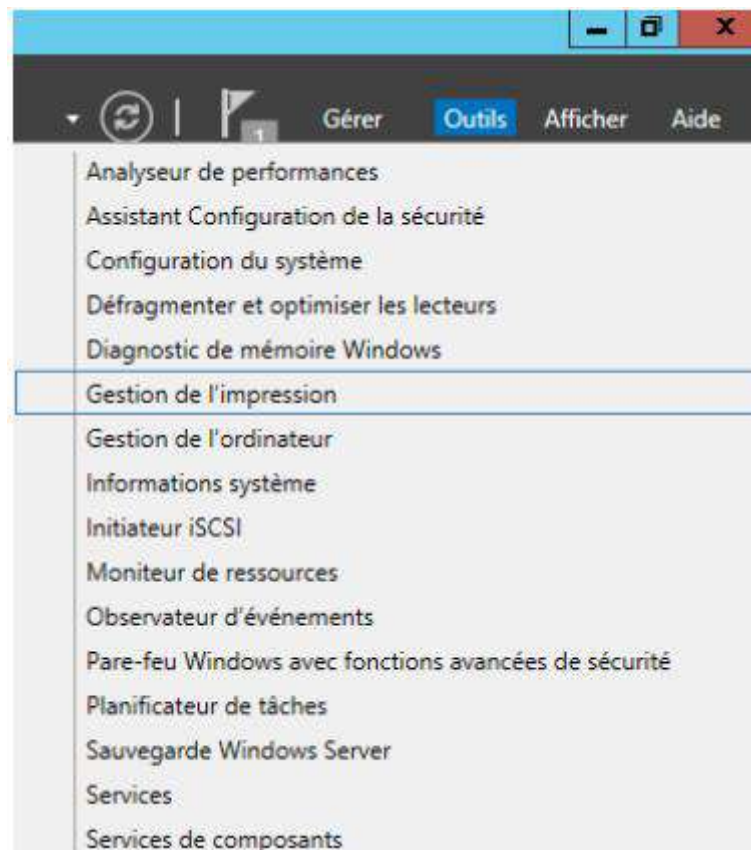 1 Gérer Outils Afficher Aide
Analyseur de performances
Assistant Configuration de la sécurité
Configuration du système
Défragmenter et optimiser les lecteurs
Diagnostic de mémoire Windows
Gestion de l'impression
Gestion de l'ordinateur
Informations système
Initiateur iSCSI
Moniteur de ressources
Observateur d'événements
Pare-feu Windows avec fonctions avancées de sécurité
Planificateur de tâches
Sauvegarde Windows Server
Services
Services de composants